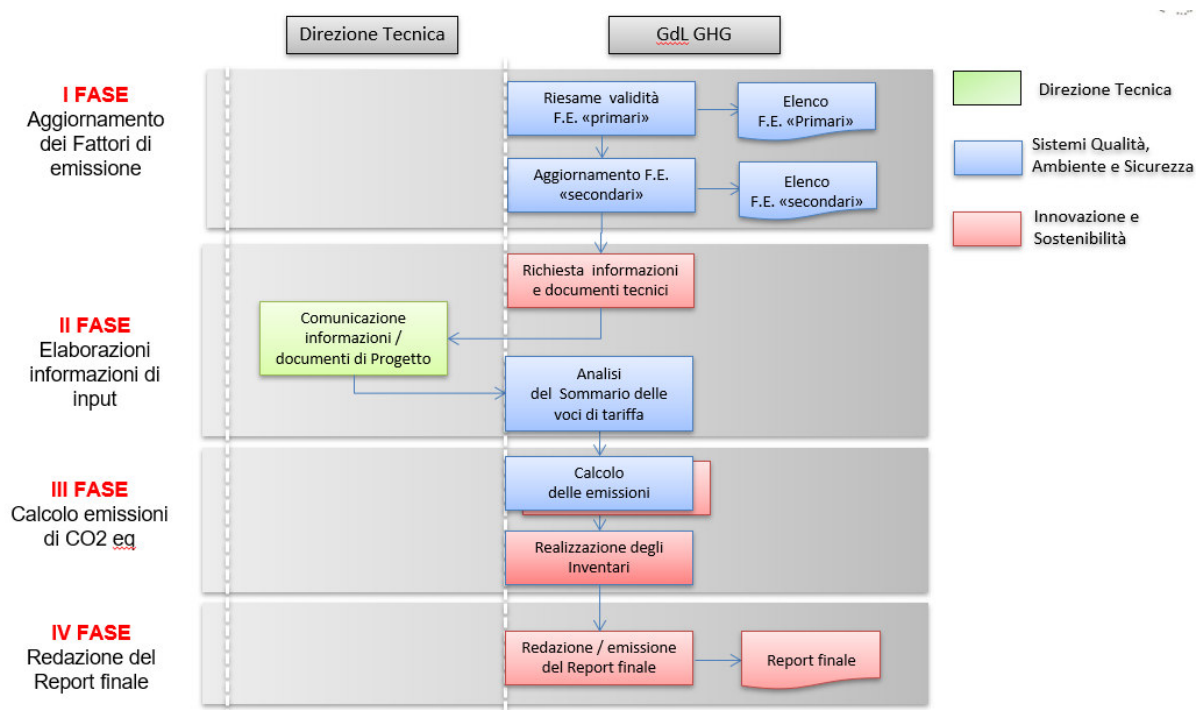 Direzione Tecnica
GdL GHG
I FASE
Aggiornamento
dei Fattori di
emissione
Riesame validità
F.E. «primari»
Elenco
F.E. «Primari»
Aggiornamento F.E.
«secondari»
Elenco
F.E. «secondari»
II FASE
Elaborazioni
informazioni di
input
Richiesta informazioni
e documenti tecnici
Comunicazione
informazioni /
documenti di Progetto
Analisi
del Sommario delle
voci di tariffa
III FASE
Calcolo emissioni
di CO2 eq
Calcolo
delle emissioni
Realizzazione degli
Inventari
IV FASE
Redazione del
Report finale
Redazione / emissione
del Report finale
Report finale
Direzione Tecnica
Sistemi Qualità,
Ambiente e Sicurezza
Innovazione e
Sostenibilità